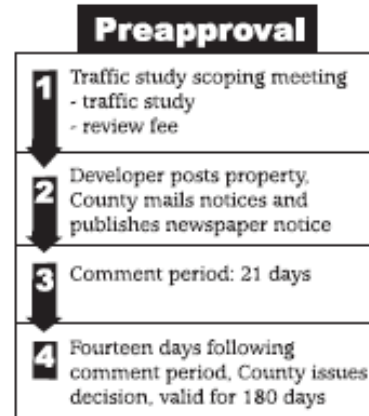 Preapproval
1 Traffic study scoping meeting
- traffic study
- review fee
2 Developer posts property,
County mails notices and
publishes newspaper notice
3 Comment period: 21 days
4 Fourteen days following
comment period, County issues
decision, valid for 180 days